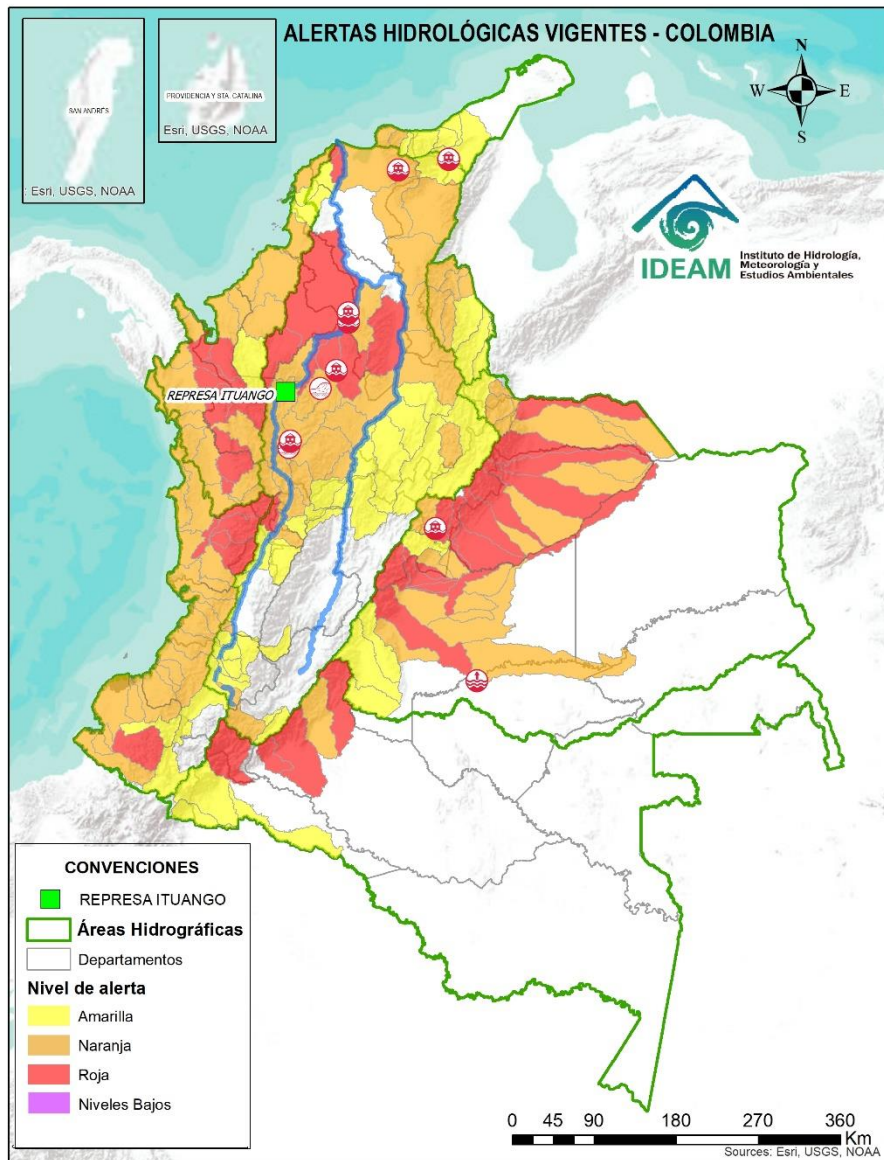 ALERTAS HIDROLÓGICAS VIGENTES - COLOMBIA
SAN ANDRÉS
: Esri, USGS, NOAA
PROVIDENCIA Y STA. CATALINA
Esri, USGS, NOAA
N
W
E
S
IDEAM
Instituto de Hidrología,
Meteorología y
Estudios Ambientales
REPRESA ITUANGO
CONVENCIONES
REPRESA ITUANGO
Áreas Hidrográficas
Departamentos
Nivel de alerta
Amarilla
Naranja
Roja
Niveles Bajos
0 45 90 180 270 360
Km
Sources: Esri, USGS, NOAA